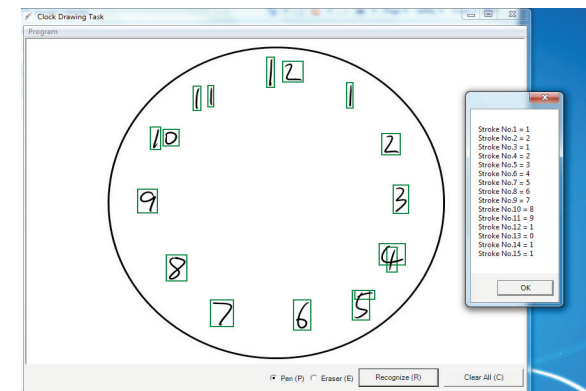 Clock Drawing Task
Program
12
11
1
10
2
9
3
8
4
7
6
5
Stroke No.1 = 1
Stroke No.2 = 2
Stroke No.3 = 1
Stroke No.4 = 2
Stroke No.5 = 3
Stroke No.6 = 4
Stroke No.7 = 5
Stroke No.8 = 6
Stroke No.9 = 7
Stroke No.10 = 8
Stroke No.11 = 9
Stroke No.12 = 1
Stroke No.13 = 0
Stroke No.14 = 1
Stroke No.15 = 1
OK
Pen (P) Eraser (E) Recognize (R) Clear All (C)